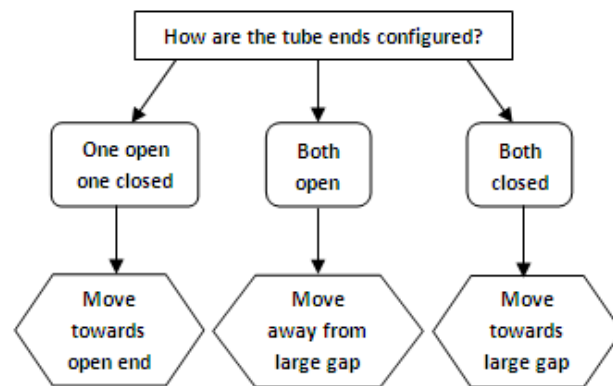 How are the tube ends configured?
One open
one closed
Both
open
Both
closed
Move
towards
open end
Move
away from
large gap
Move
towards
large gap